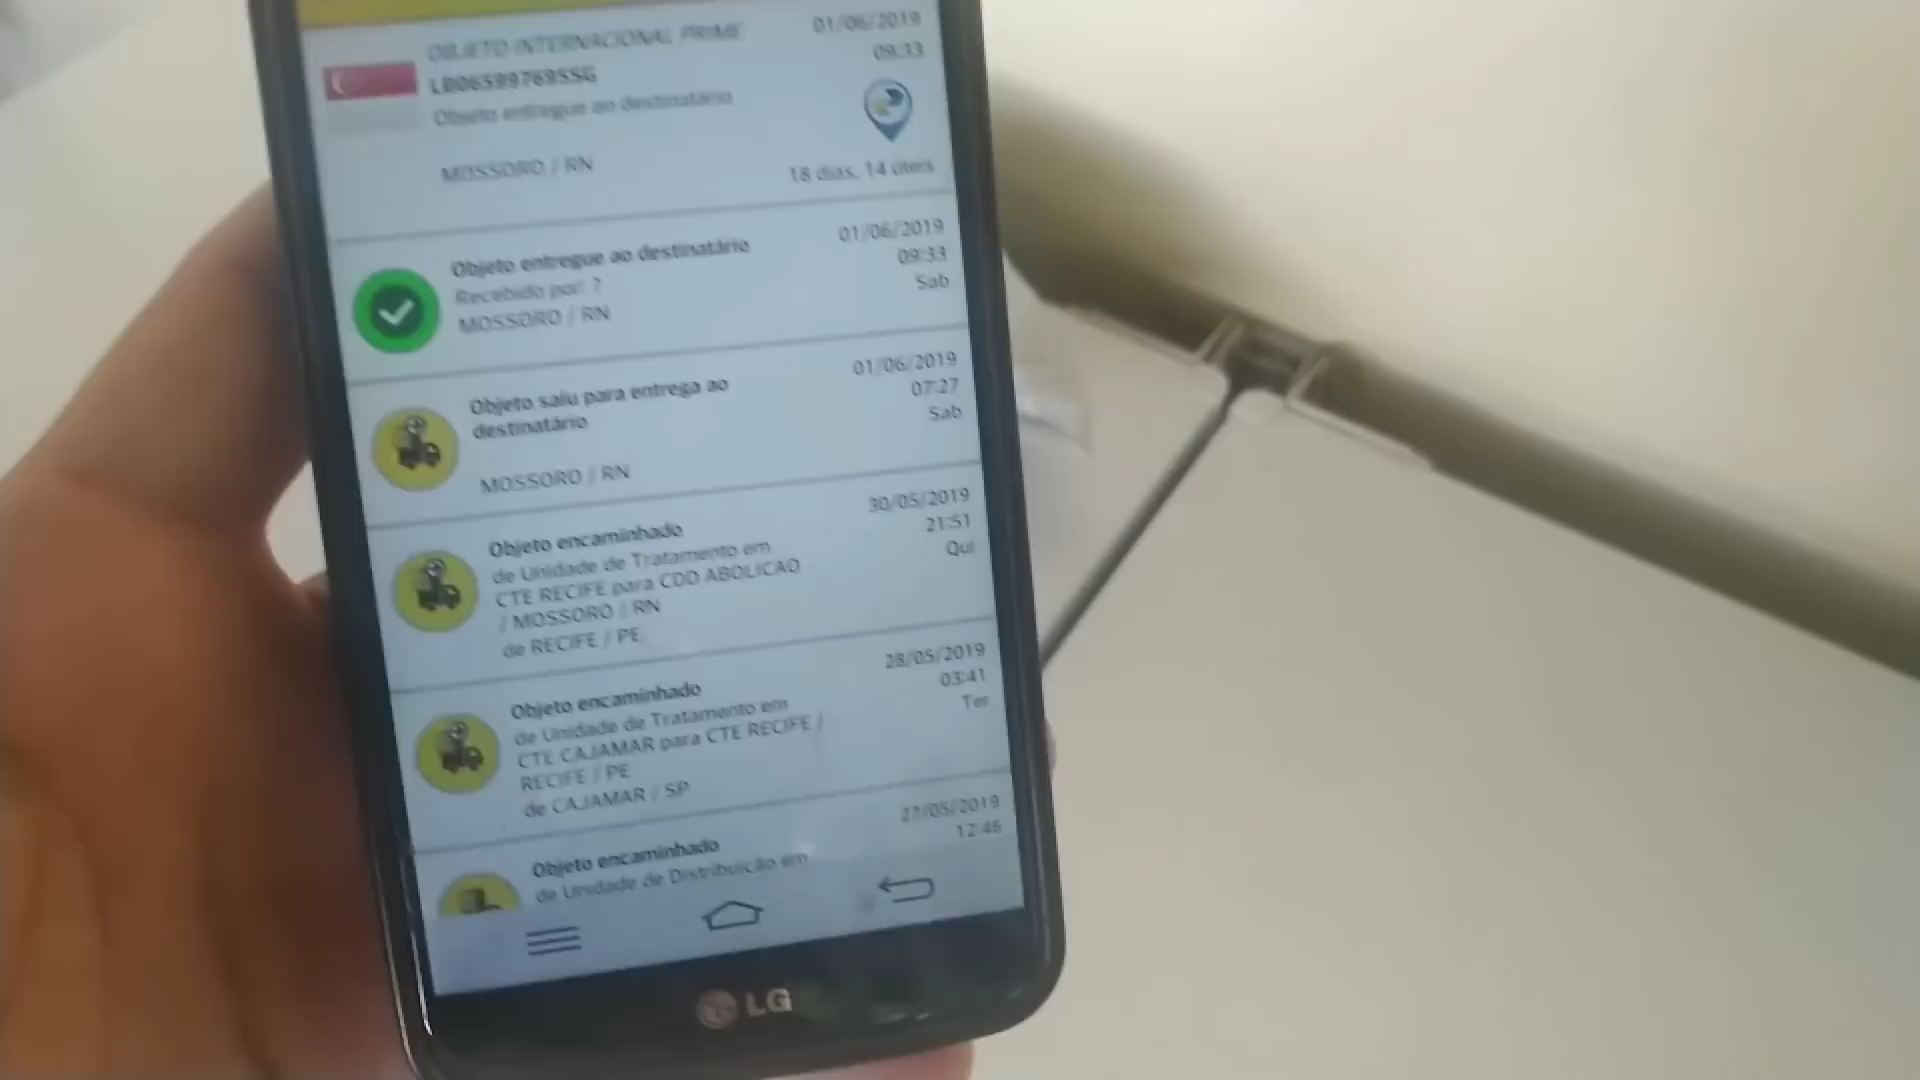 OBJETO INTERNACIONAL PRIME
01/06/2019
09:33
LB065997695SG
Objeto entregue ao destinatário
MOSSORO / RN
18 dias, 14 úteis
Objeto entregue ao destinatário
Recebido por: ?
MOSSORO / RN
01/06/2019
09:33
Sab
Objeto saiu para entrega ao
destinatário
MOSSORO / RN
01/06/2019
07:27
Sab
Objeto encaminhado
de Unidade de Tratamento em
CTE RECIFE para CDD ABOLICAO
/ MOSSORO / RN
de RECIFE / PE
30/05/2019
21:51
Qui
Objeto encaminhado
de Unidade de Tratamento em
CTE CAJAMAR para CTE RECIFE /
RECIFE / PE
de CAJAMAR / SP
28/05/2019
03:41
Ter
Objeto encaminhado
de Unidade de Distribuição em
27/05/2019
12:46
LG